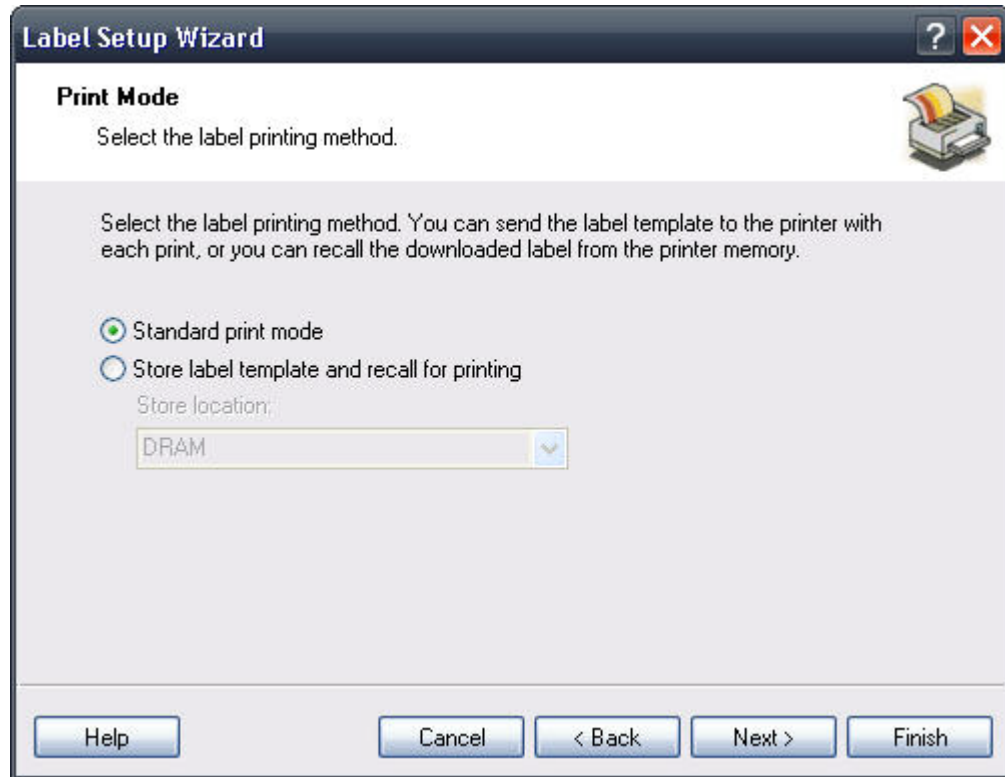 Label Setup Wizard
?
Print Mode
Select the label printing method.
Select the label printing method. You can send the label template to the printer with
each print, or you can recall the downloaded label from the printer memory.
Standard print mode
Store label template and recall for printing
Store location:
DRAM
Help
Cancel
< Back
Next >
Finish